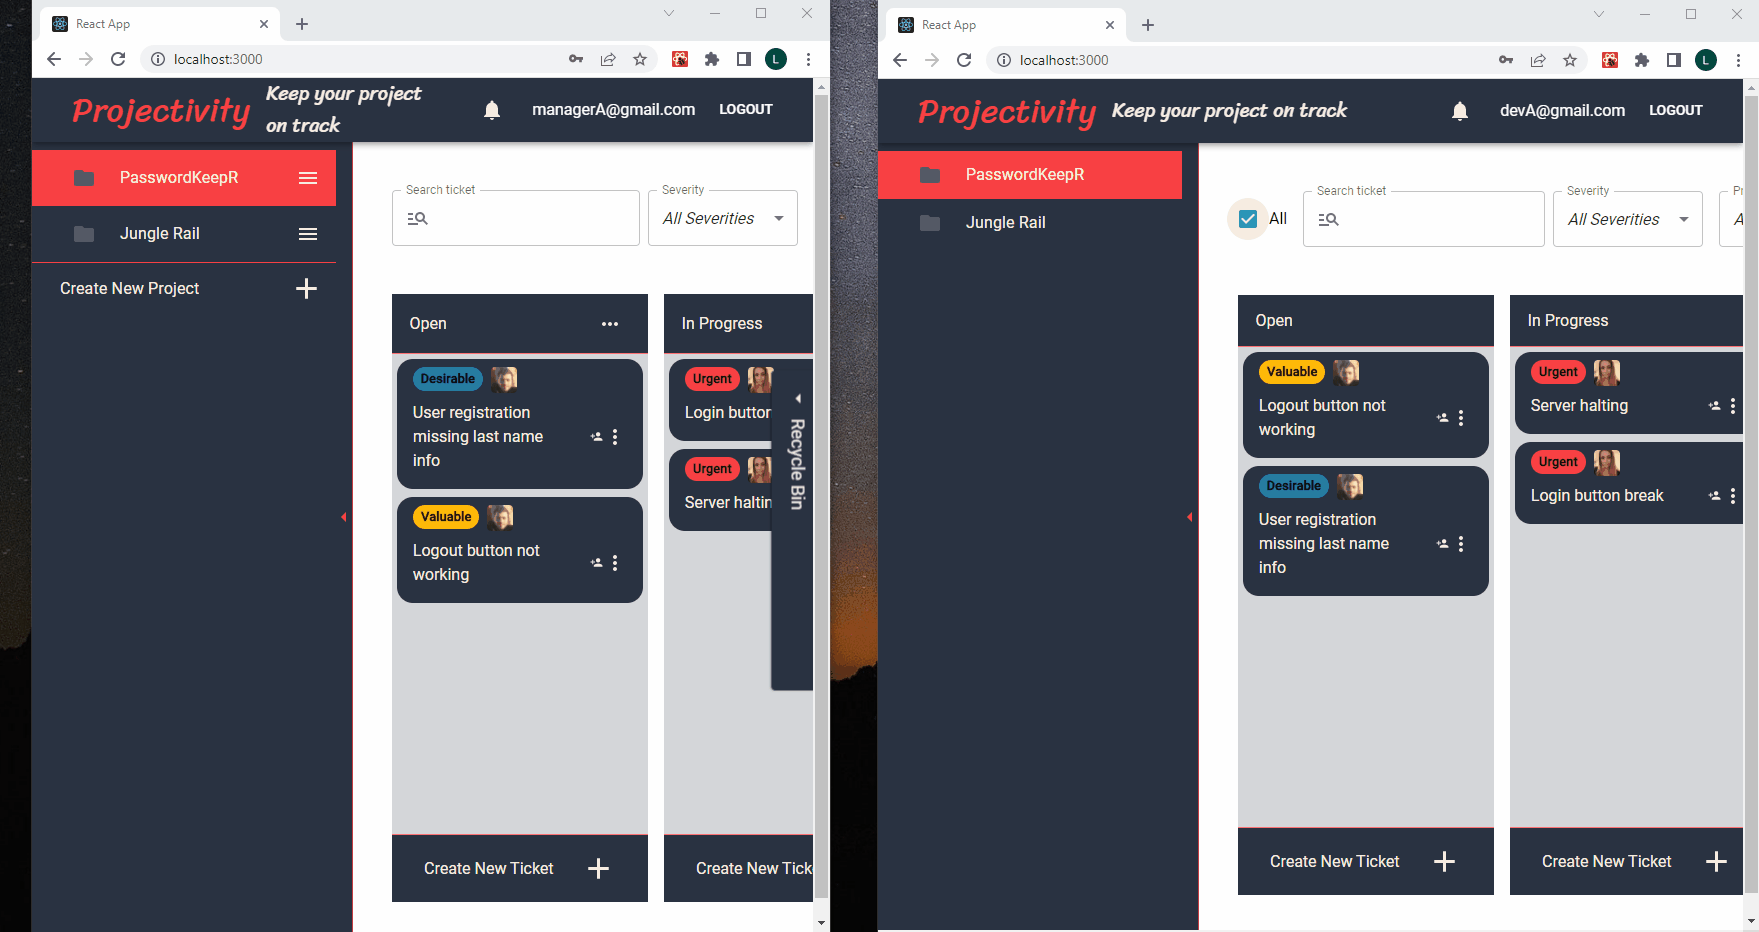 React App
localhost:3000
L
Projectivity
Keep your project
on track
managerA@gmail.com
LOGOUT
PasswordKeepR
Jungle Rail
Create New Project
Search ticket
Severity
All Severities
Open
Desirable
User registration
missing last name
info
Valuable
Logout button not
working
Create New Ticket
In Progress
Urgent
Login button
Urgent
Server haltin
Create New Tick
Recycle Bin
React App
localhost:3000
L
Projectivity
Keep your project on track
devA@gmail.com
LOGOUT
PasswordKeepR
Jungle Rail
All
Search ticket
Severity
All Severities
Pr
A
Open
Valuable
Logout button not
working
Desirable
User registration
missing last name
info
Create New Ticket
In Progress
Urgent
Server halting
Urgent
Login button break
Create New Ticket